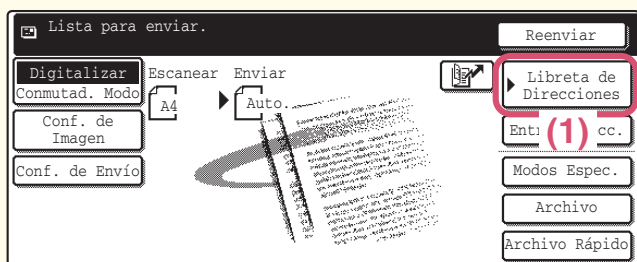 Lista para enviar.
Reenviar
Digitalizar
Conmutad. Modo
Escanear
Enviar
A4
Auto.
Libreta de
Direcciones
(1)
Conf. de
Imagen
Conf. de Envío
Modos Espec.
Archivo
Archivo Rápido